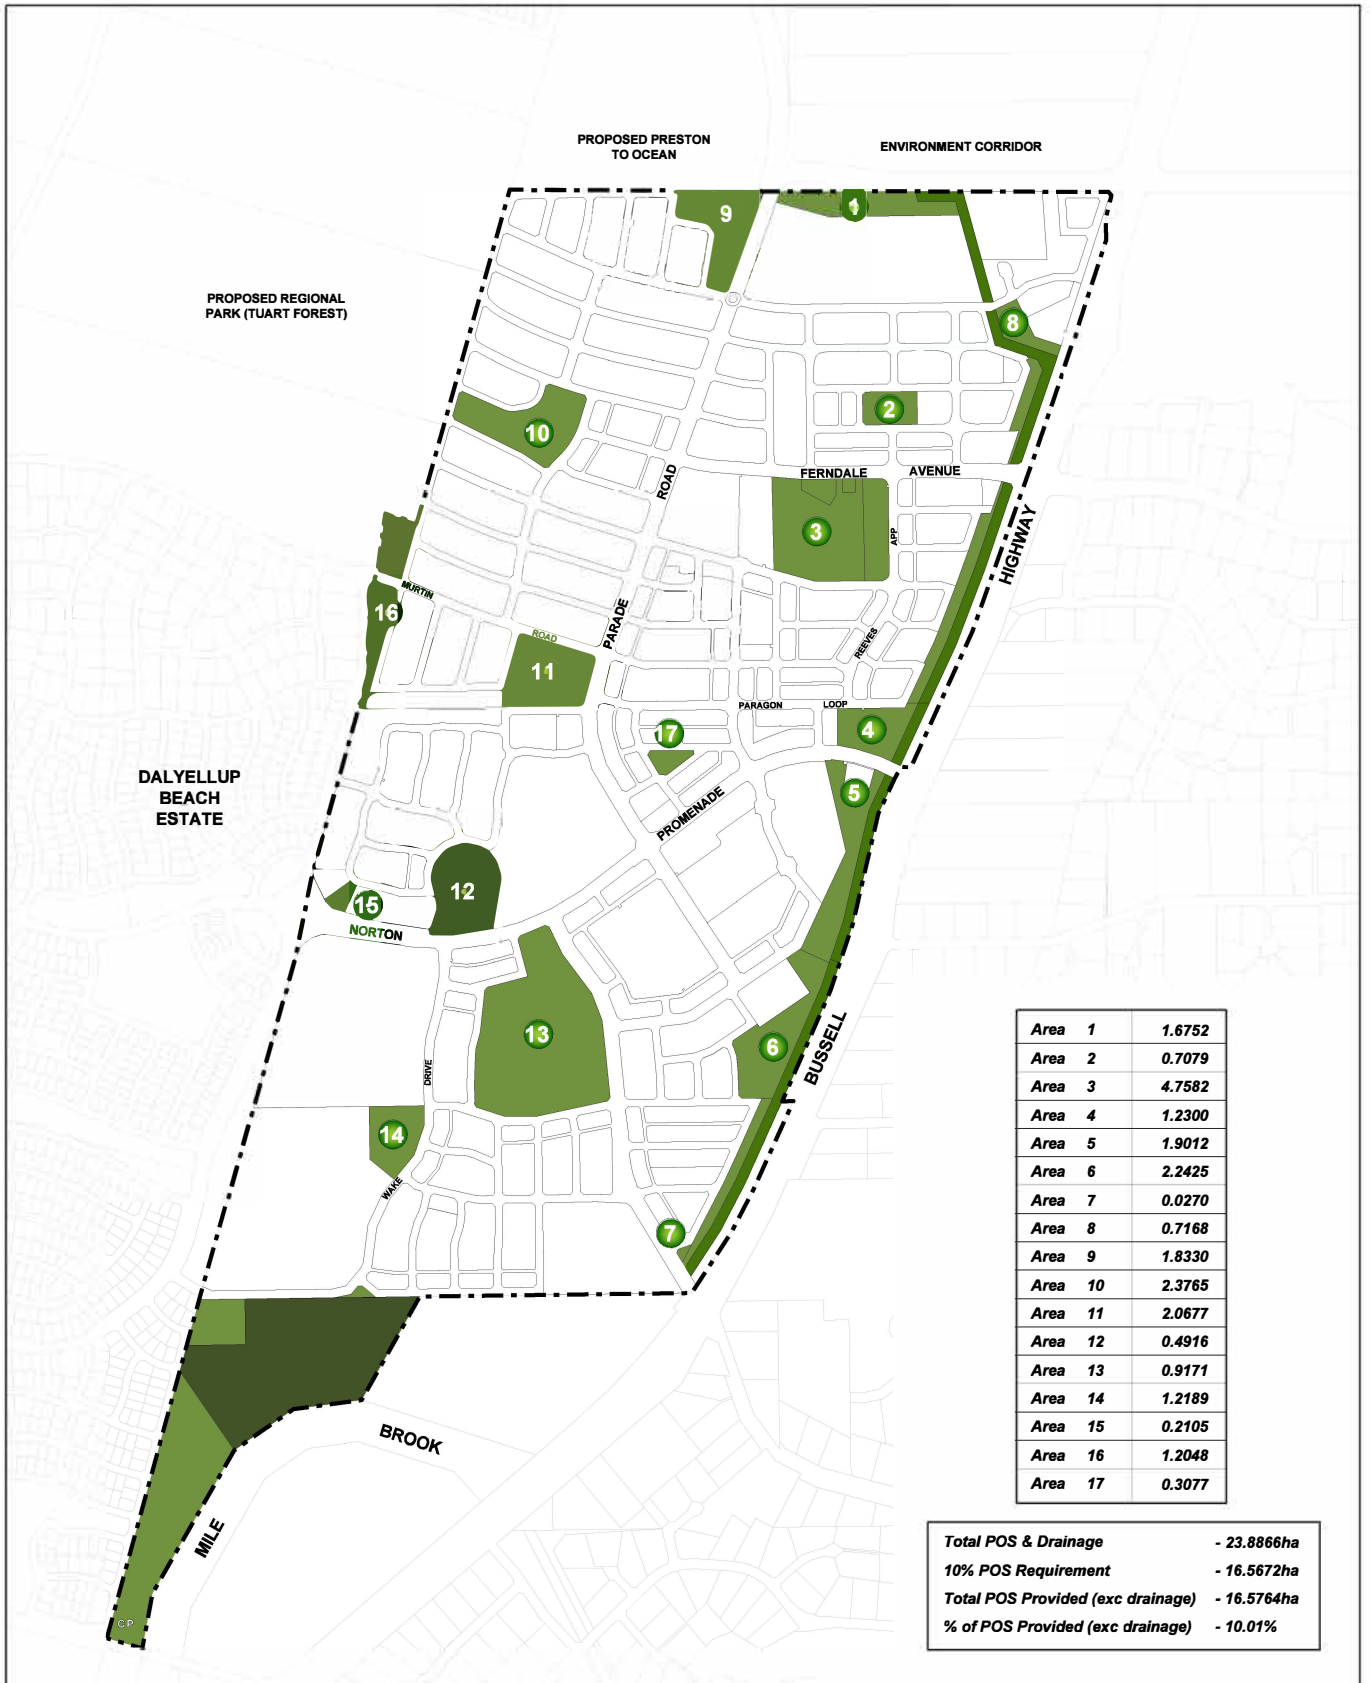 PROPOSED PRESTON
TO OCEAN
ENVIRONMENT CORRIDOR
9
1
PROPOSED REGIONAL
PARK (TUART FOREST)
8
2
10
ROAD
FERNDALE
AVENUE
3
APP
HIGHWAY
MURTIN
16
ROAD
PARADE
REEVES
11
PARAGON
LOOP
17
4
DALYELLUP
BEACH
ESTATE
5
PROMENADE
12
15
NORTON
13
6
BUSSELL
DRIVE
14
WAKE
7
BROOK
MILE
C P
Area 1 1.6752
Area 2 0.7079
Area 3 4.7582
Area 4 1.2300
Area 5 1.9012
Area 6 2.2425
Area 7 0.0270
Area 8 0.7168
Area 9 1.8330
Area 10 2.3765
Area 11 2.0677
Area 12 0.4916
Area 13 0.9171
Area 14 1.2189
Area 15 0.2105
Area 16 1.2048
Area 17 0.3077
Total POS & Drainage - 23.8866ha
10% POS Requirement - 16.5672ha
Total POS Provided (exc drainage) - 16.5764ha
% of POS Provided (exc drainage) - 10.01%